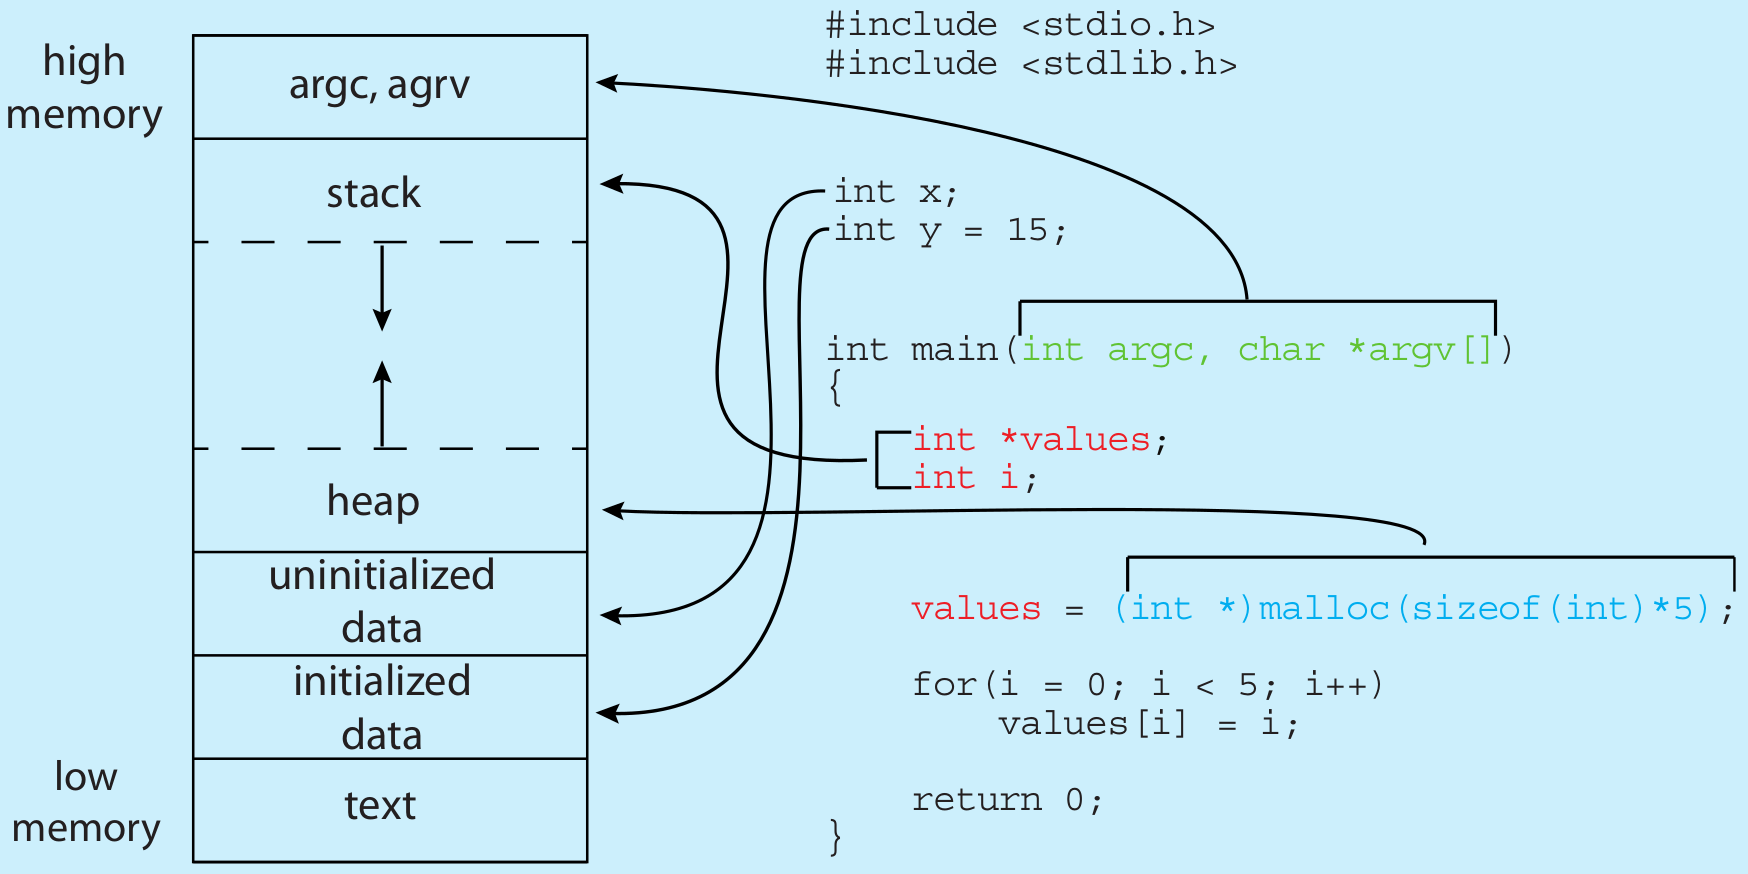 high
memory
argc, agrv
stack
heap
uninitialized
data
initialized
data
text
low
memory
#include <stdio.h>
#include <stdlib.h>
int x;
int y = 15;
int main(int argc, char *argv[])
{
int *values;
int i;
values = (int *)malloc(sizeof(int)*5);
for(i = 0; i < 5; i++)
values[i] = i;
return 0;
}